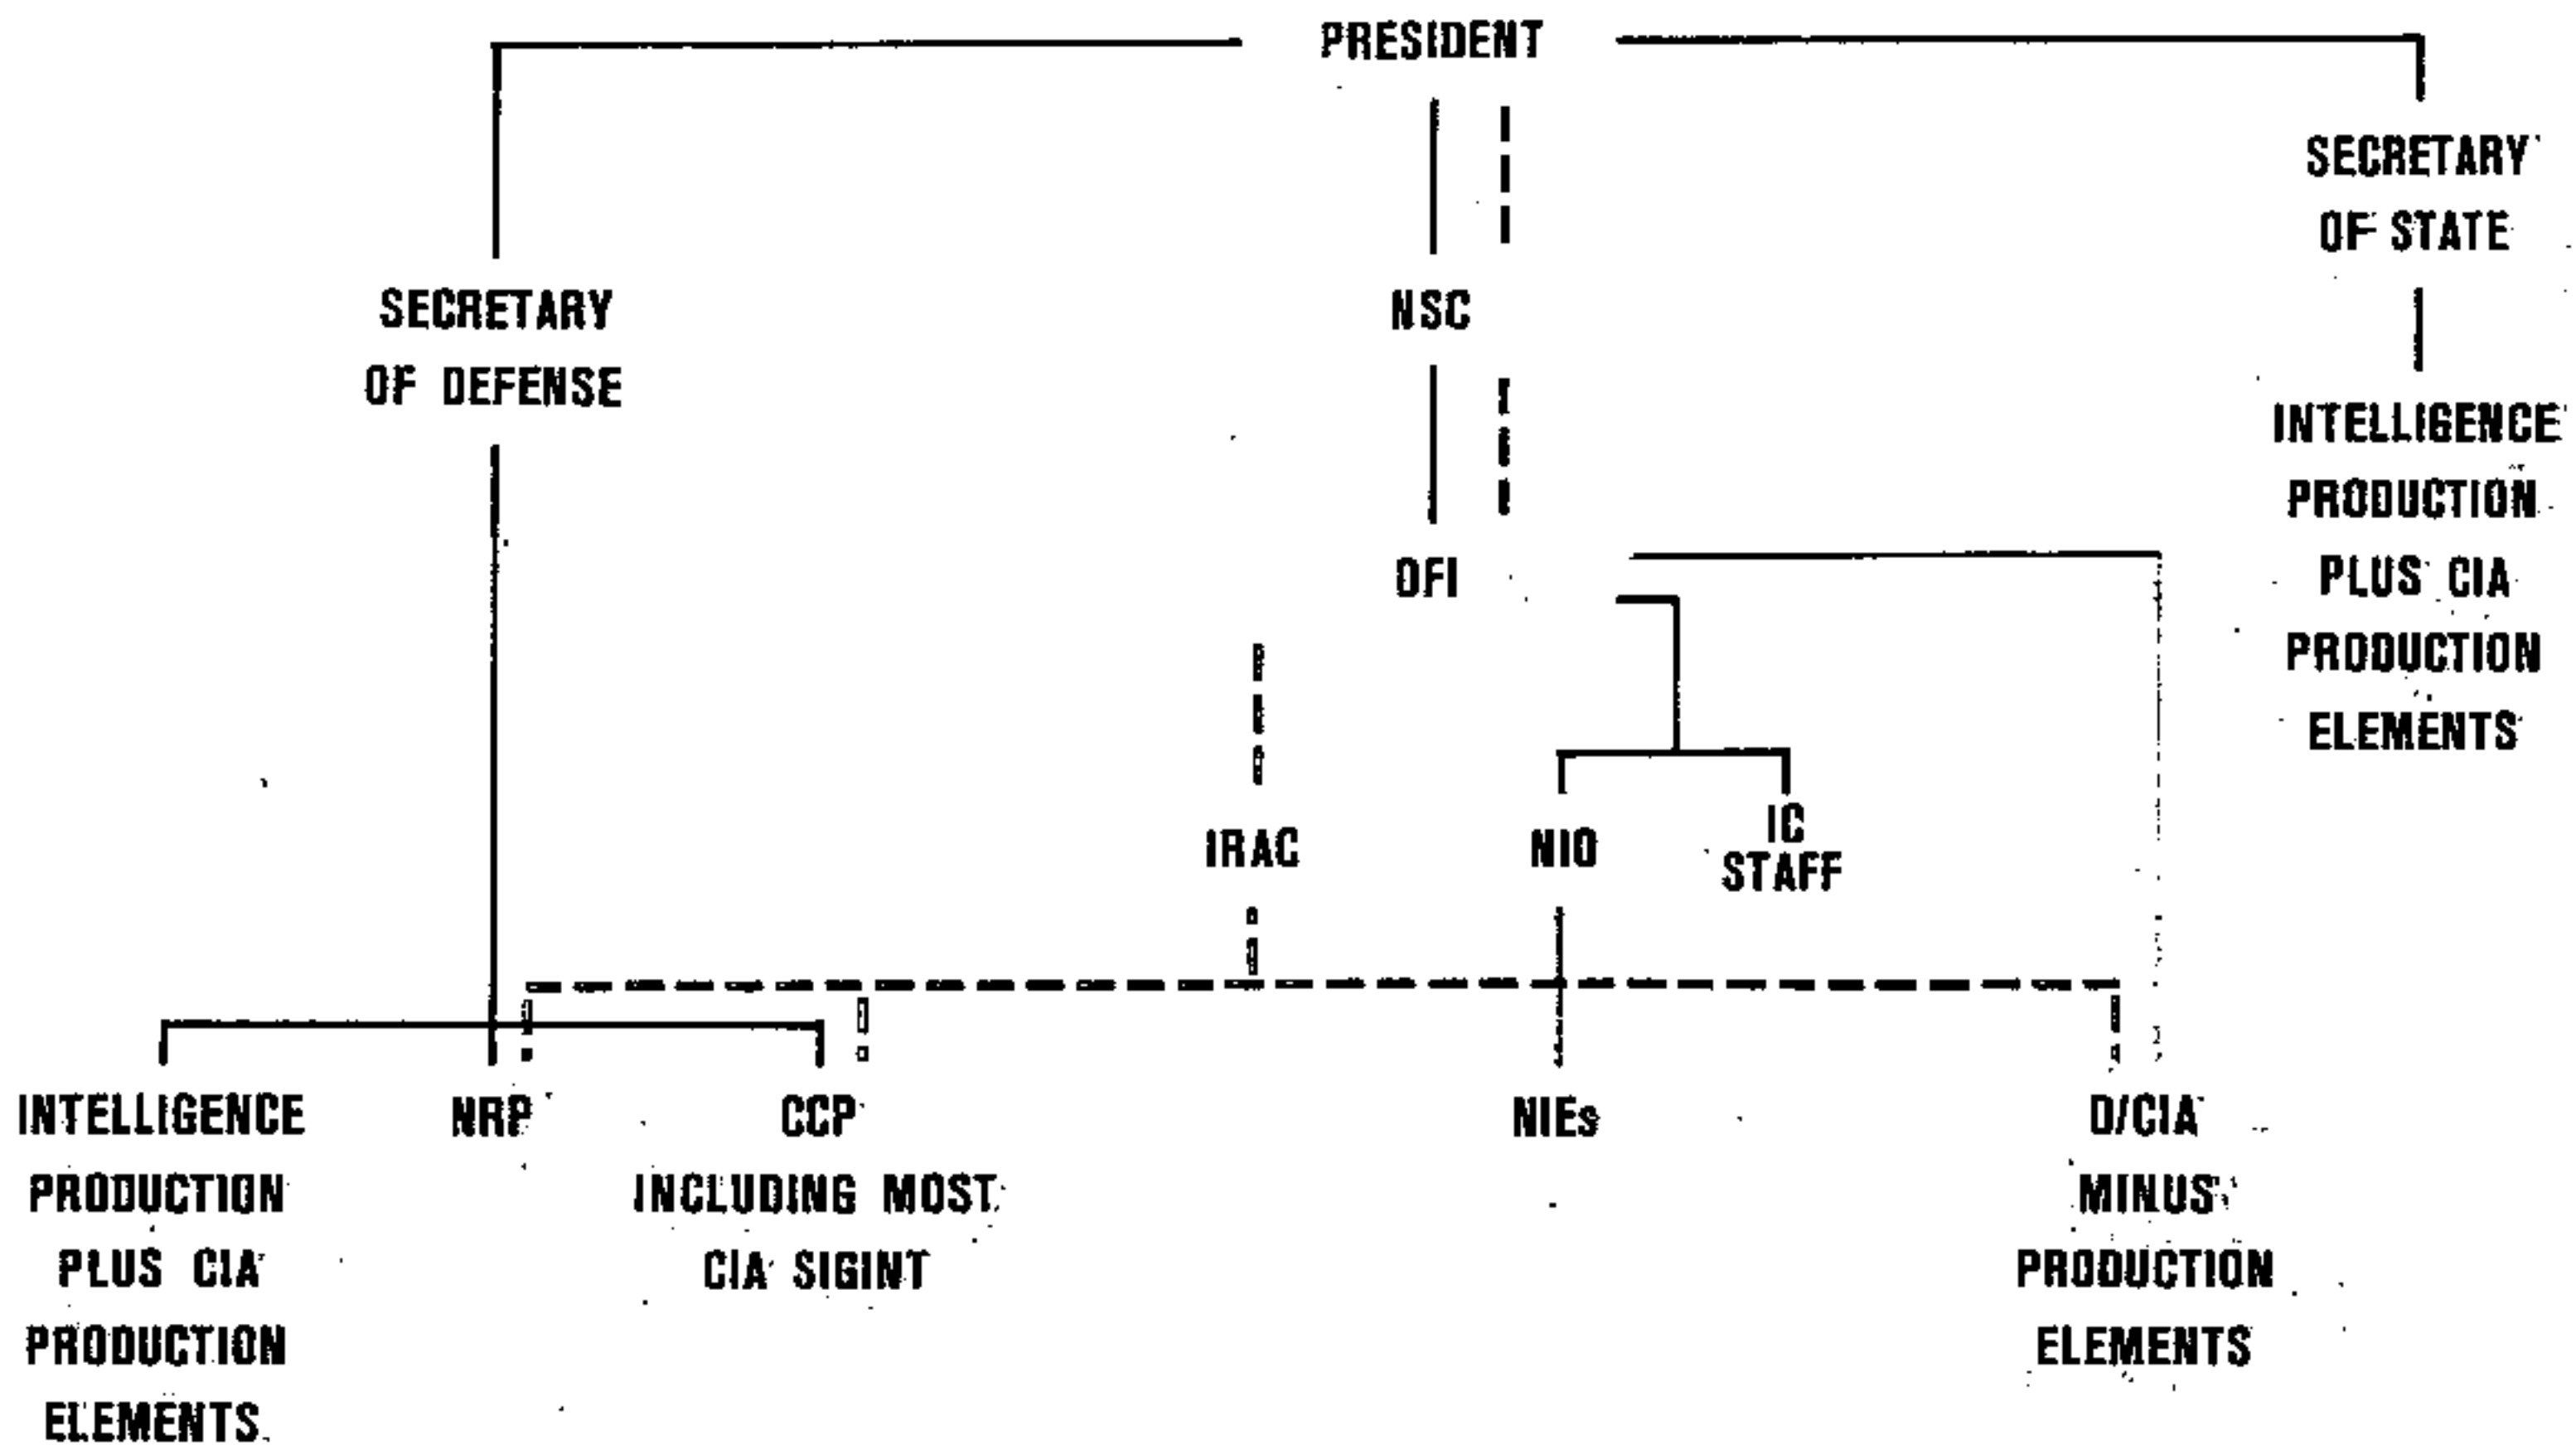 PRESIDENT
SECRETARY
OF STATE
SECRETARY
OF DEFENSE
NSC
INTELLIGENCE
PRODUCTION
PLUS CIA
PRODUCTION
ELEMENTS
DFI
IRAC
NIO
IC
STAFF
INTELLIGENCE
PRODUCTION
PLUS CIA
PRODUCTION
ELEMENTS
NRP
CCP
INCLUDING MOST
CIA SIGINT
NIEs
D/CIA
MINUS
PRODUCTION
ELEMENTS